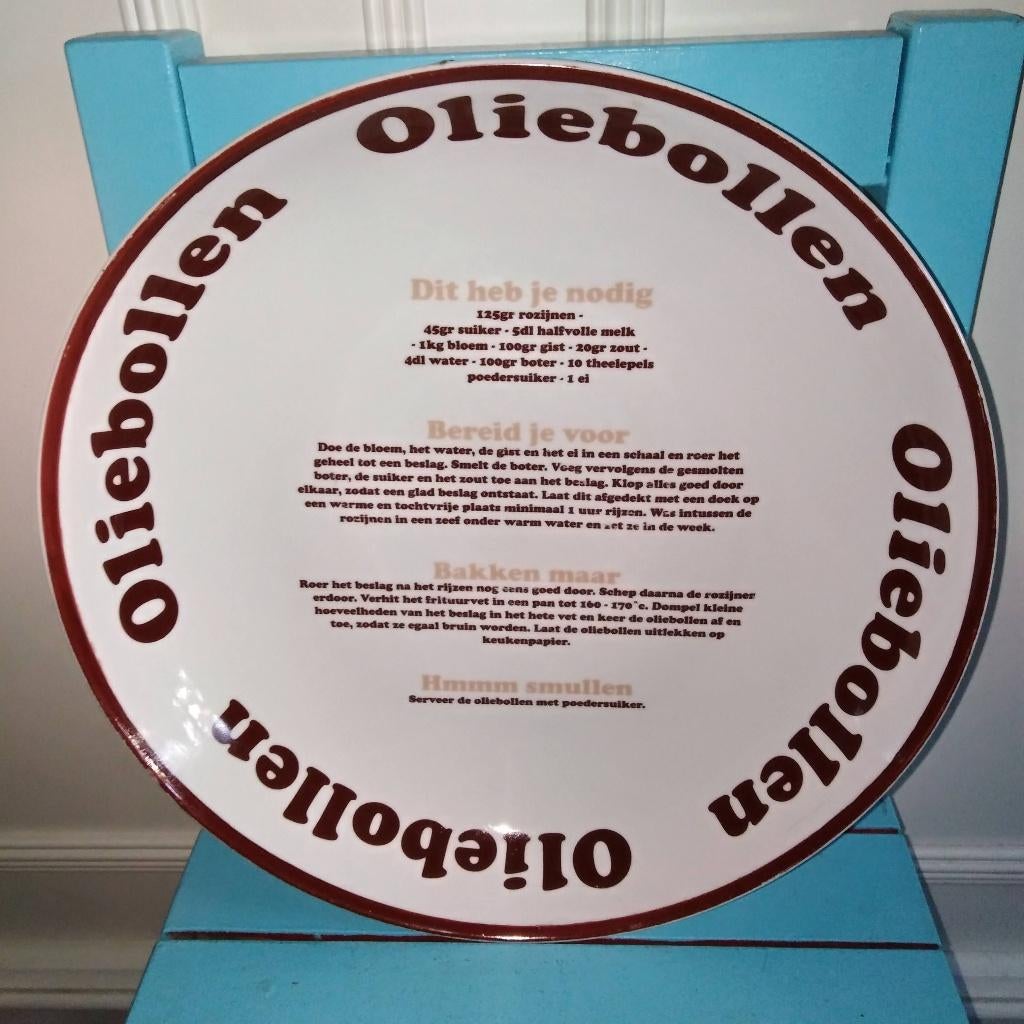 Oliebollen
Oliebollen
Oliebollen
Oliebollen
Dit heb je nodig
125gr rozijnen -
45gr suiker - 5dl halfvolle melk
- 1kg bloem - 100gr gist - 20gr zout -
4dl water - 100gr boter - 10 theelepels
poedersuiker - 1 ei
Bereid je voor
Doe de bloem, het water, de gist en het ei in een schaal en roer het
geheel tot een beslag. Smelt de boter. Voeg vervolgens de gesmolten
boter, de suiker en het zout toe aan het beslag. Klop alles goed door
elkaar, zodat een glad beslag ontstaat. Laat dit afgedekt met een doek op
een warme en tochtvrije plaats minimaal 1 uur rijzen. Was intussen de
rozijnen in een zeef onder warm water en zet ze in de week.
Bakken maar
Roer het beslag na het rijzen nog eens goed door. Schep daarna de rozijner
erdoor. Verhit het frituurvet in een pan tot 160 - 170°c. Dompel kleine
hoeveelheden van het beslag in het hete vet en keer de oliebollen af en
toe, zodat ze egaal bruin worden. Laat de oliebollen uitlekken op
keukenpapier.
Hmmm smullen
Serveer de oliebollen met poedersuiker.